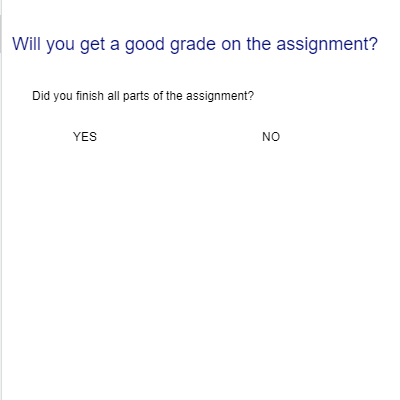 Will you get a good grade on the assignment?
Did you finish all parts of the assignment?
YES NO